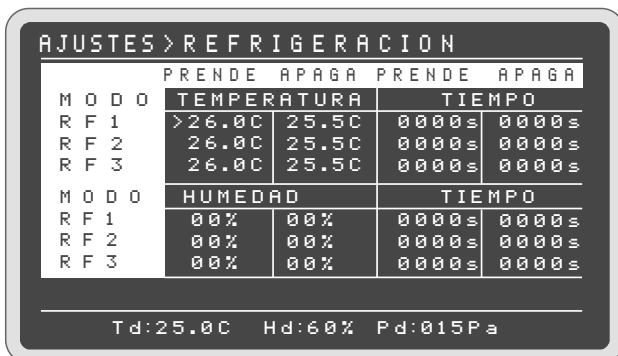 AJUSTES>REFRIGERACION
PRENDE APAGA PRENDE APAGA
MODO TEMPERATURA TIEMPO
RF1 >26.0C 25.5C 0000s 0000s
RF2 26.0C 25.5C 0000s 0000s
RF3 26.0C 25.5C 0000s 0000s
MODO HUMEDAD TIEMPO
RF1 00% 00% 0000s 0000s
RF2 00% 00% 0000s 0000s
RF3 00% 00% 0000s 0000s
Td:25.0C Hd:60% Pd:015Pa